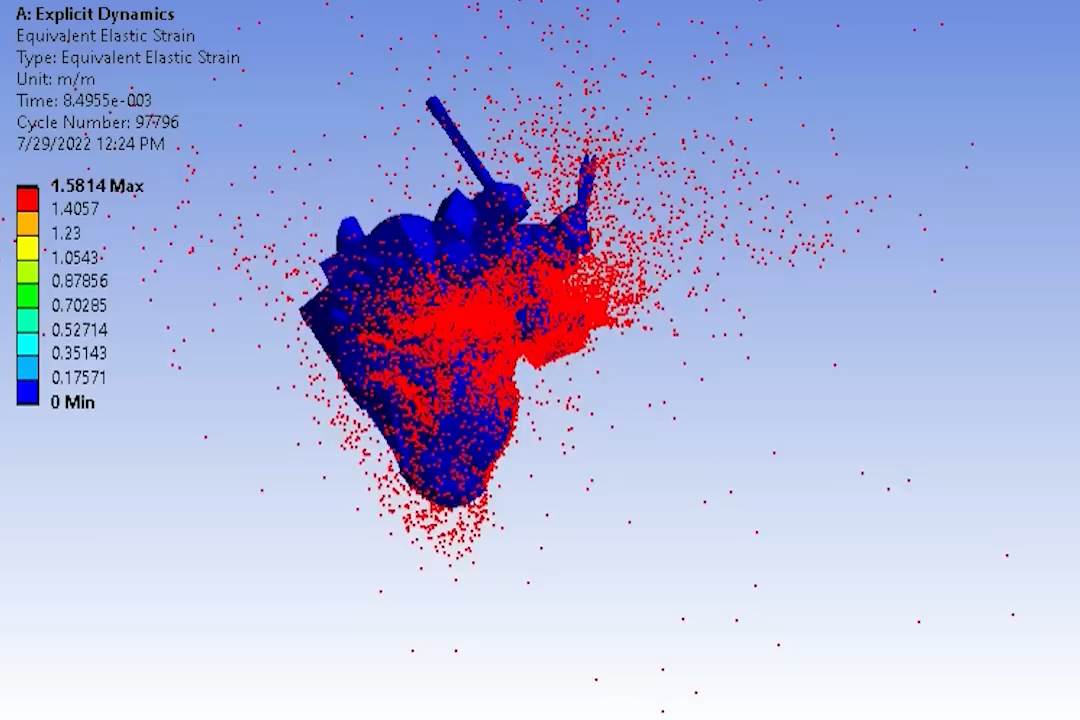 A: Explicit Dynamics
Equivalent Elastic Strain
Type: Equivalent Elastic Strain
Unit: m/m
Time: 8.4955e-003
Cycle Number: 97796
7/29/2022 12:24 PM
1.5814 Max
1.4057
1.23
1.0543
0.87856
0.70285
0.52714
0.35143
0.17571
0 Min